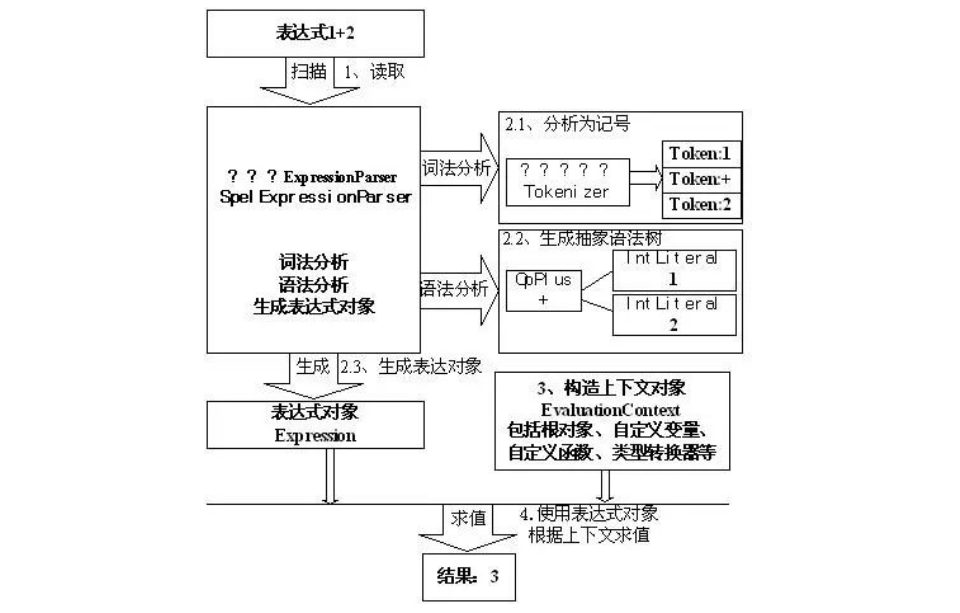 表达式1+2
扫描 1、读取
？？？ExpressionParser
SpelExpressionParser
词法分析
语法分析
生成表达式对象
词法分析
2.1、分析为记号
？？？？？
Tokenizer
Token:1
Token:+
Token:2
语法分析
2.2、生成抽象语法树
OpPlus
+
IntLiteral
1
IntLiteral
2
生成 2.3、生成表达对象
表达式对象
Expression
3、构造上下文对象
EvaluationContext
包括根对象、自定义变量、
自定义函数、类型转换器等
求值
4.使用表达式对象
根据上下文求值
结果：3